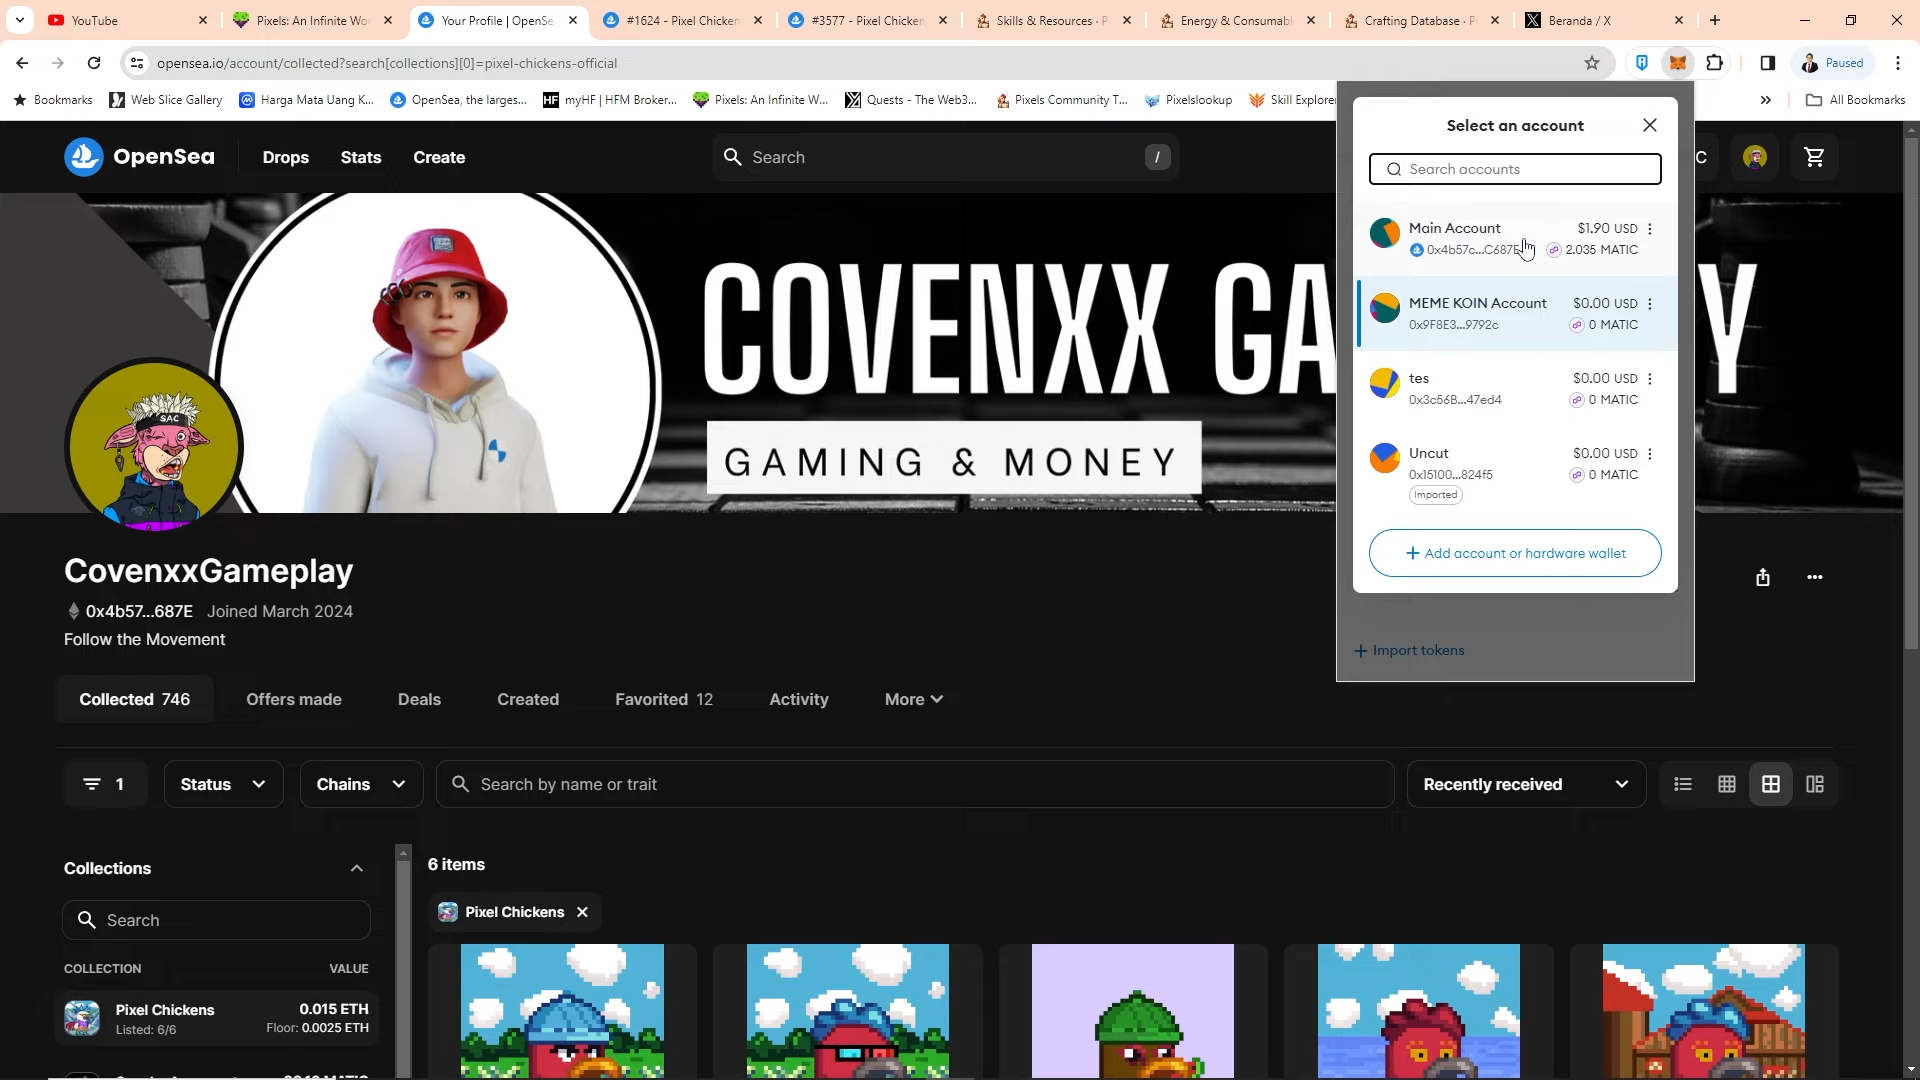 YouTube
Pixels: An Infinite Wo
Your Profile | OpenSe
#1624 - Pixel Chicken
#3577 - Pixel Chicken
Skills & Resources · P
Energy & Consumab
Crafting Database · P
Beranda / X
opensea.io/account/collected?search[collections][0]=pixel-chickens-official
Paused
Bookmarks
Web Slice Gallery
Harga Mata Uang K...
OpenSea, the larges...
HF myHF | HFM Broker...
Pixels: An Infinite W...
Quests - The Web3...
Pixels Community T...
Pixelslookup
Skill Explorer
All Bookmarks
OpenSea
Drops
Stats
Create
Search
/
C
COVENXX GA
Y
GAMING & MONEY
SAC
Select an account
Search accounts
Main Account
$1.90 USD
0x4b57c...C687E
2.035 MATIC
MEME KOIN Account
$0.00 USD
0x9F8E3...9792c
0 MATIC
tes
$0.00 USD
0x3c56B...47ed4
0 MATIC
Uncut
$0.00 USD
0x15100...824f5
0 MATIC
Imported
+ Add account or hardware wallet
+ Import tokens
CovenxxGameplay
0x4b57...687E Joined March 2024
Follow the Movement
Collected 746
Offers made
Deals
Created
Favorited 12
Activity
More
1
Status
Chains
Search by name or trait
Recently received
Collections
6 items
Search
Pixel Chickens
COLLECTION
VALUE
Pixel Chickens
0.015 ETH
Listed: 6/6
Floor: 0.0025 ETH